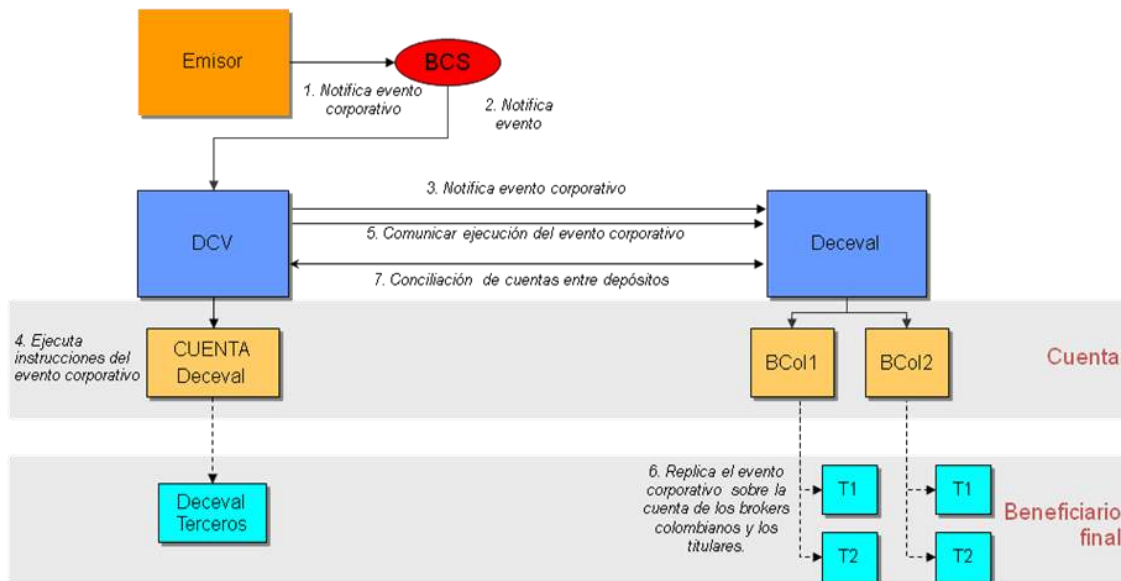 Emisor
BCS
1. Notifica evento
corporativo
2. Notifica
evento
3. Notifica evento corporativo
DCV
5. Comunicar ejecución del evento corporativo
Deceval
7. Conciliación de cuentas entre depósitos
4. Ejecuta
instrucciones del
evento corporativo
CUENTA
Deceval
BCol1
BCol2
Cuenta
6. Replica el evento
corporativo sobre la
cuenta de los brokers
colombianos y los
titulares.
Deceval
Terceros
T1
T1
Beneficiario
final
T2
T2